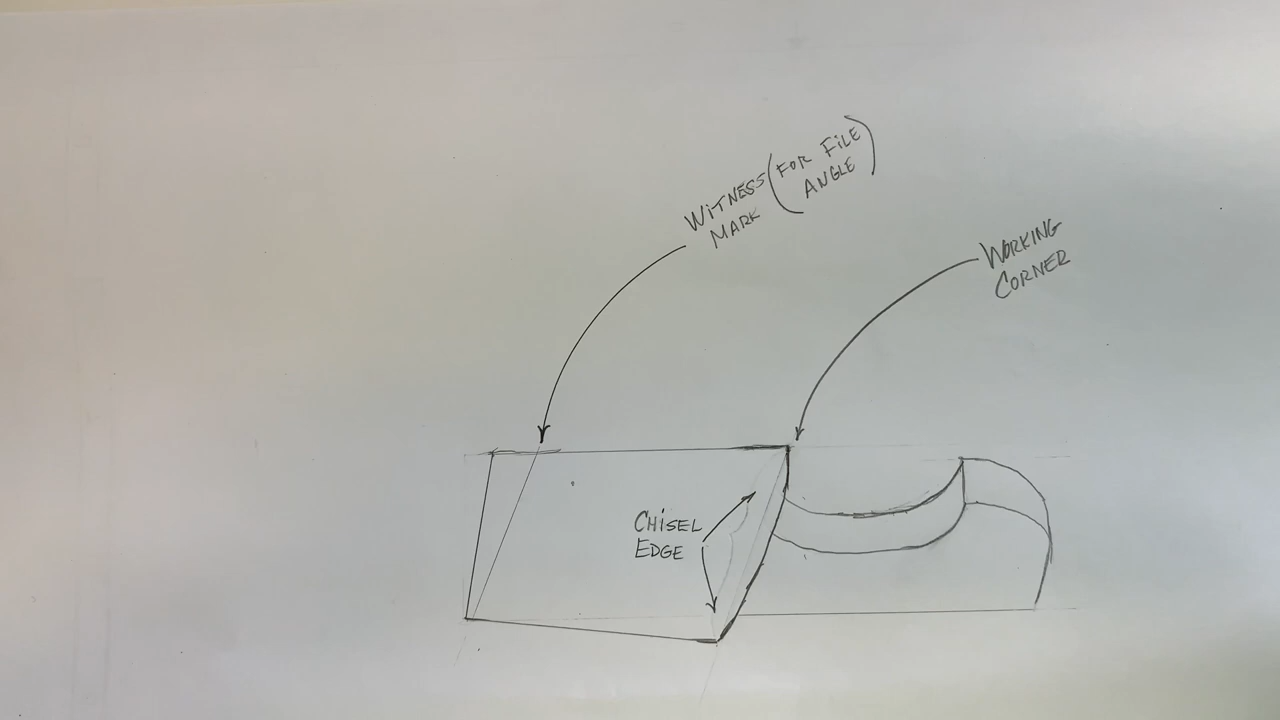 WITNESS (FOR FILE
MARK ANGLE)
WORKING
CORNER
CHISEL
EDGE